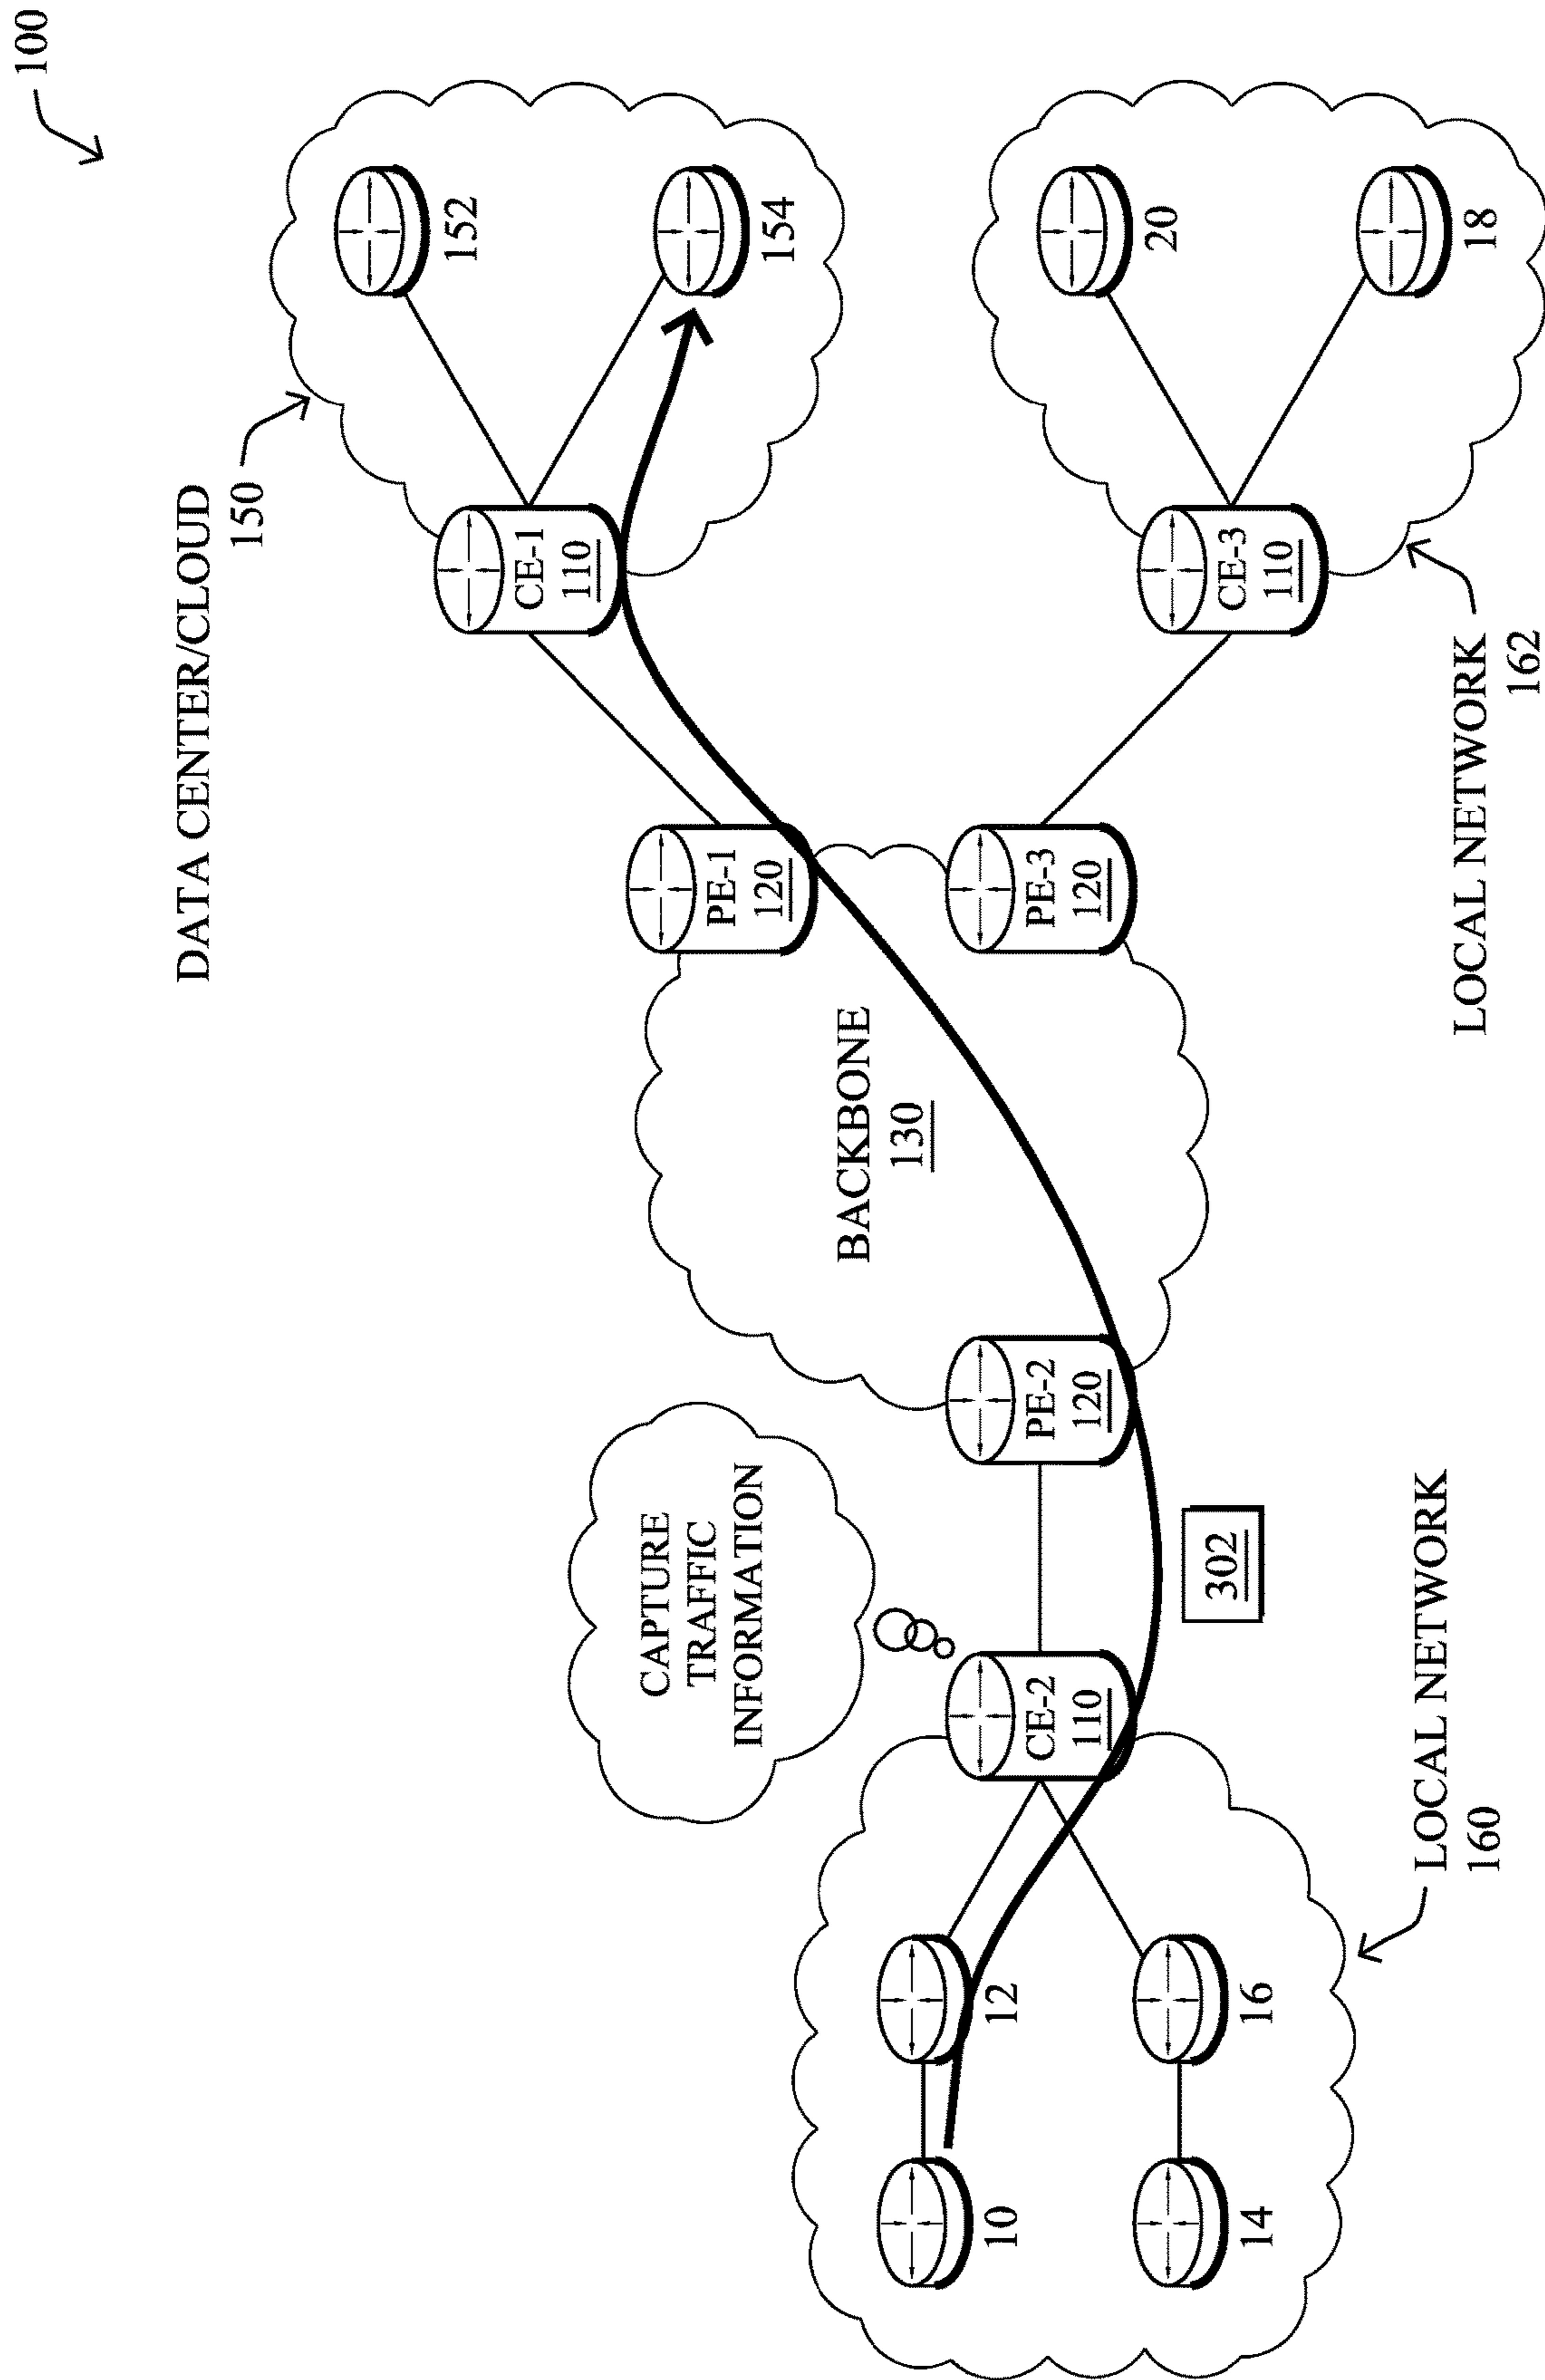 100
DATA CENTER/CLOUD
150
152
154
CE-1
110
PE-1
120
BACKBONE
130
CAPTURE
TRAFFIC
INFORMATION
10
12
14
16
CE-2
110
PE-2
120
302
PE-3
120
CE-3
110
20
18
LOCAL NETWORK
160
LOCAL NETWORK
162